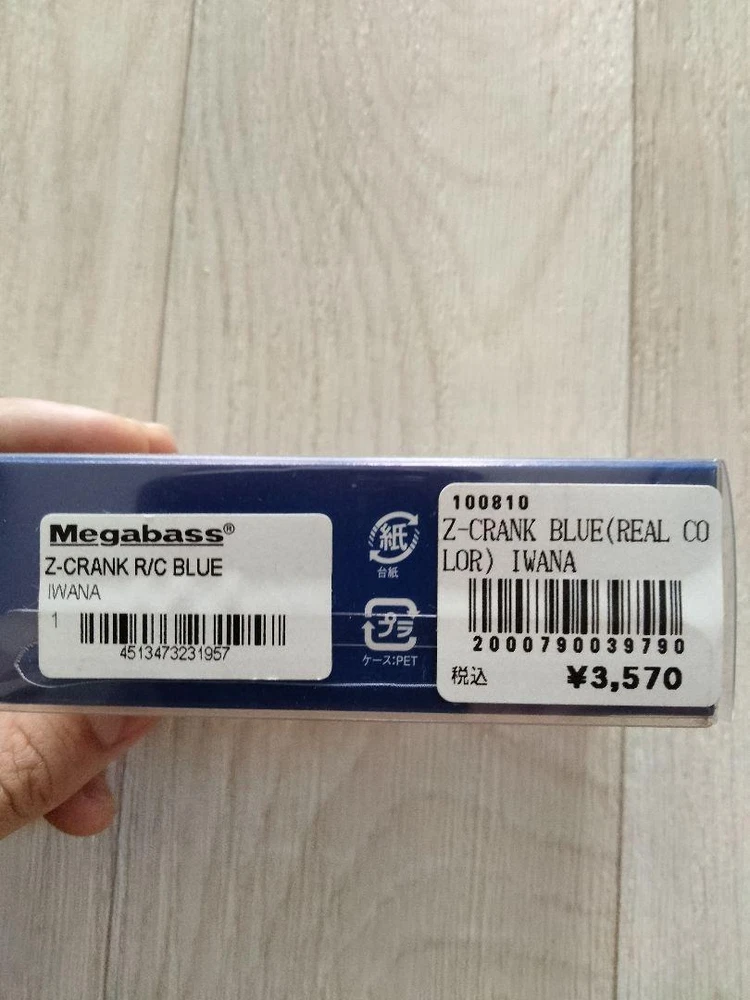 Megabass®
Z-CRANK R/C BLUE
IWANA
1
4513473231957
紙
台紙
プラ
ケース:PET
100810
Z-CRANK BLUE(REAL CO
LOR) IWANA
2000790039790
税込 ¥3,570